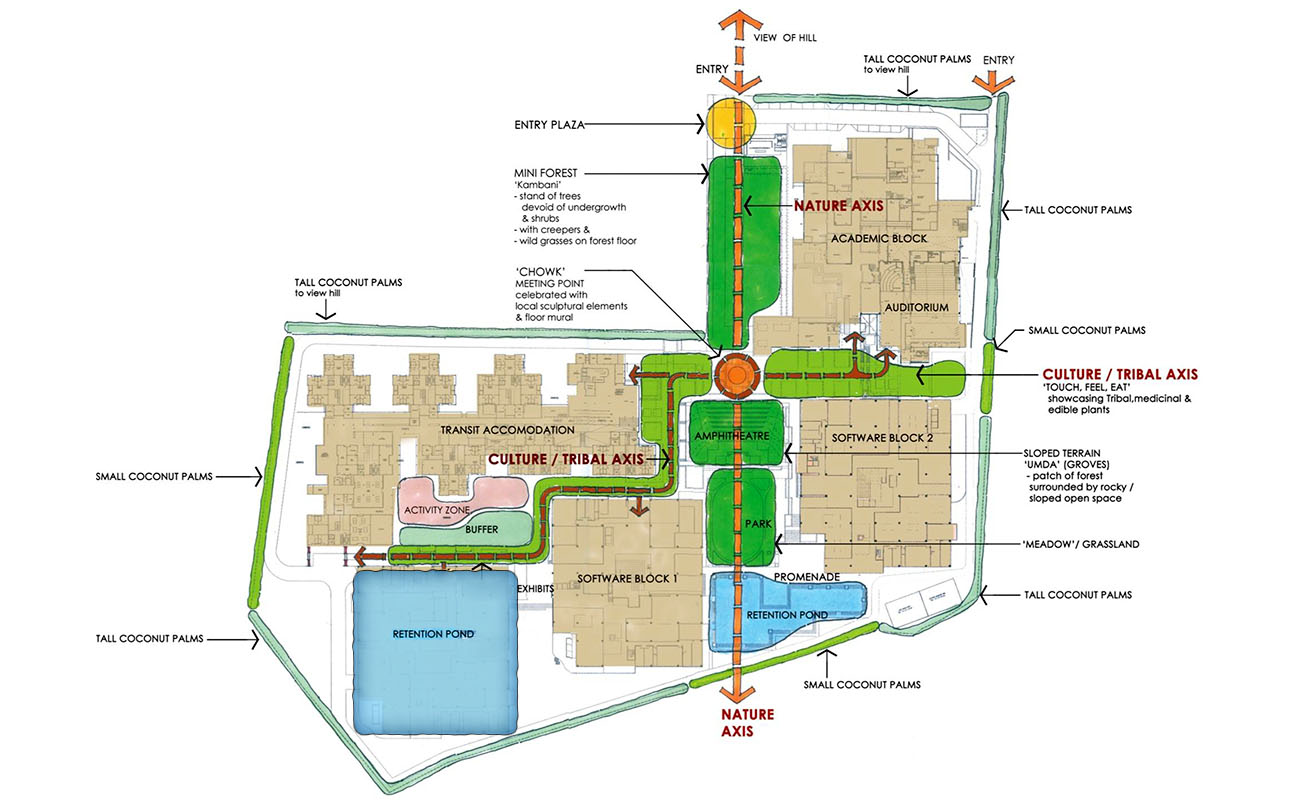 VIEW OF HILL
ENTRY
TALL COCONUT PALMS
to view hill
ENTRY
ENTRY PLAZA
MINI FOREST
'Kambani'
- stand of trees
devoid of undergrowth
& shrubs
- with creepers &
- wild grasses on forest floor
NATURE AXIS
TALL COCONUT PALMS
ACADEMIC BLOCK
'CHOWK'
MEETING POINT
celebrated with
local sculptural elements
& floor mural
TALL COCONUT PALMS
to view hill
AUDITORIUM
SMALL COCONUT PALMS
CULTURE / TRIBAL AXIS
'TOUCH, FEEL, EAT'
showcasing Tribal,medicinal &
edible plants
TRANSIT ACCOMODATION
AMPHITHEATRE
SOFTWARE BLOCK 2
CULTURE / TRIBAL AXIS
SLOPED TERRAIN
'UMDA' (GROVES)
- patch of forest
surrounded by rocky /
sloped open space
SMALL COCONUT PALMS
ACTIVITY ZONE
BUFFER
PARK
'MEADOW'/ GRASSLAND
SOFTWARE BLOCK 1
PROMENADE
EXHIBITS
TALL COCONUT PALMS
RETENTION POND
RETENTION POND
TALL COCONUT PALMS
SMALL COCONUT PALMS
NATURE
AXIS